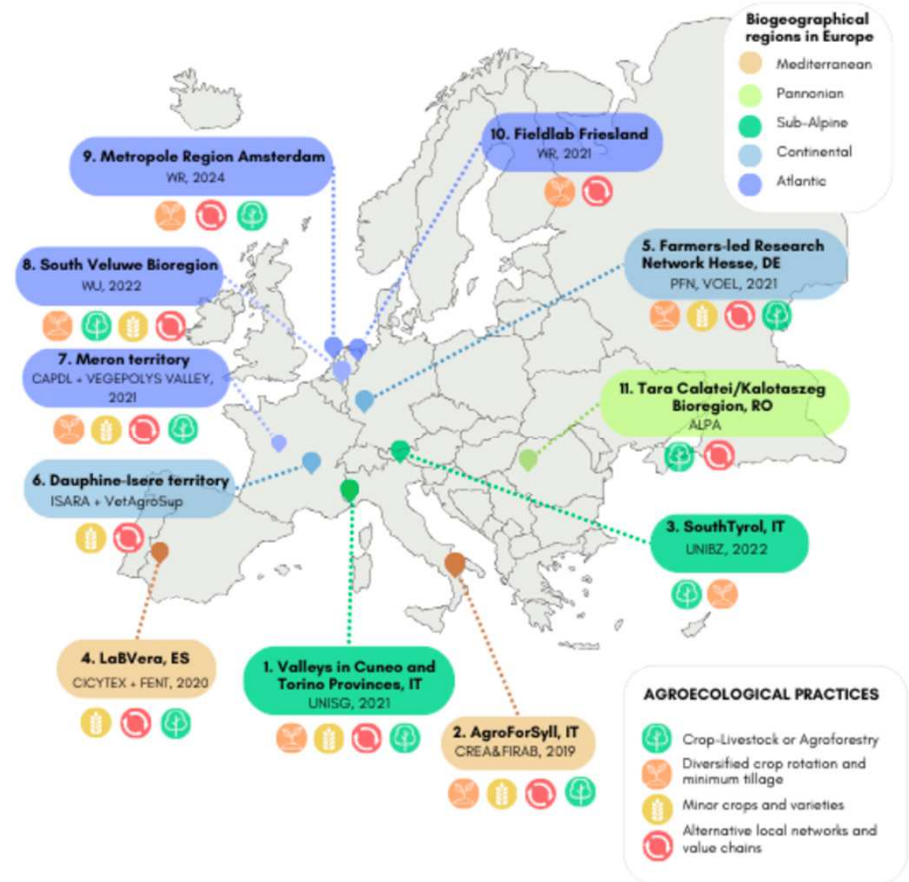 Biogeographical
regions in Europe
Mediterranean
Pannonian
Sub-Alpine
Continental
Atlantic
10. Fieldlab Friesland
WR, 2021
9. Metropole Region Amsterdam
WR, 2024
8. South Veluwe Bioregion
WU, 2022
5. Farmers-led Research
Network Hesse, DE
PFN, VOEL, 2021
7. Meron territory
CAPDL + VEGEPOLYS VALLEY,
2021
11. Tara Calatei/Kalotaszeg
Bioregion, RO
ALPA
6. Dauphine-Isere territory
ISARA + VetAgroSup
3. SouthTyrol, IT
UNIBZ, 2022
4. LaBVera, ES
CICYTEX + FENT, 2020
1. Valleys in Cuneo and
Torino Provinces, IT
UNISG, 2021
2. AgroForSyll, IT
CREA&FIRAB, 2019
AGROECOLOGICAL PRACTICES
Crop-Livestock or Agroforestry
Diversified crop rotation and
minimum tillage
Minor crops and varieties
Alternative local networks and
value chains